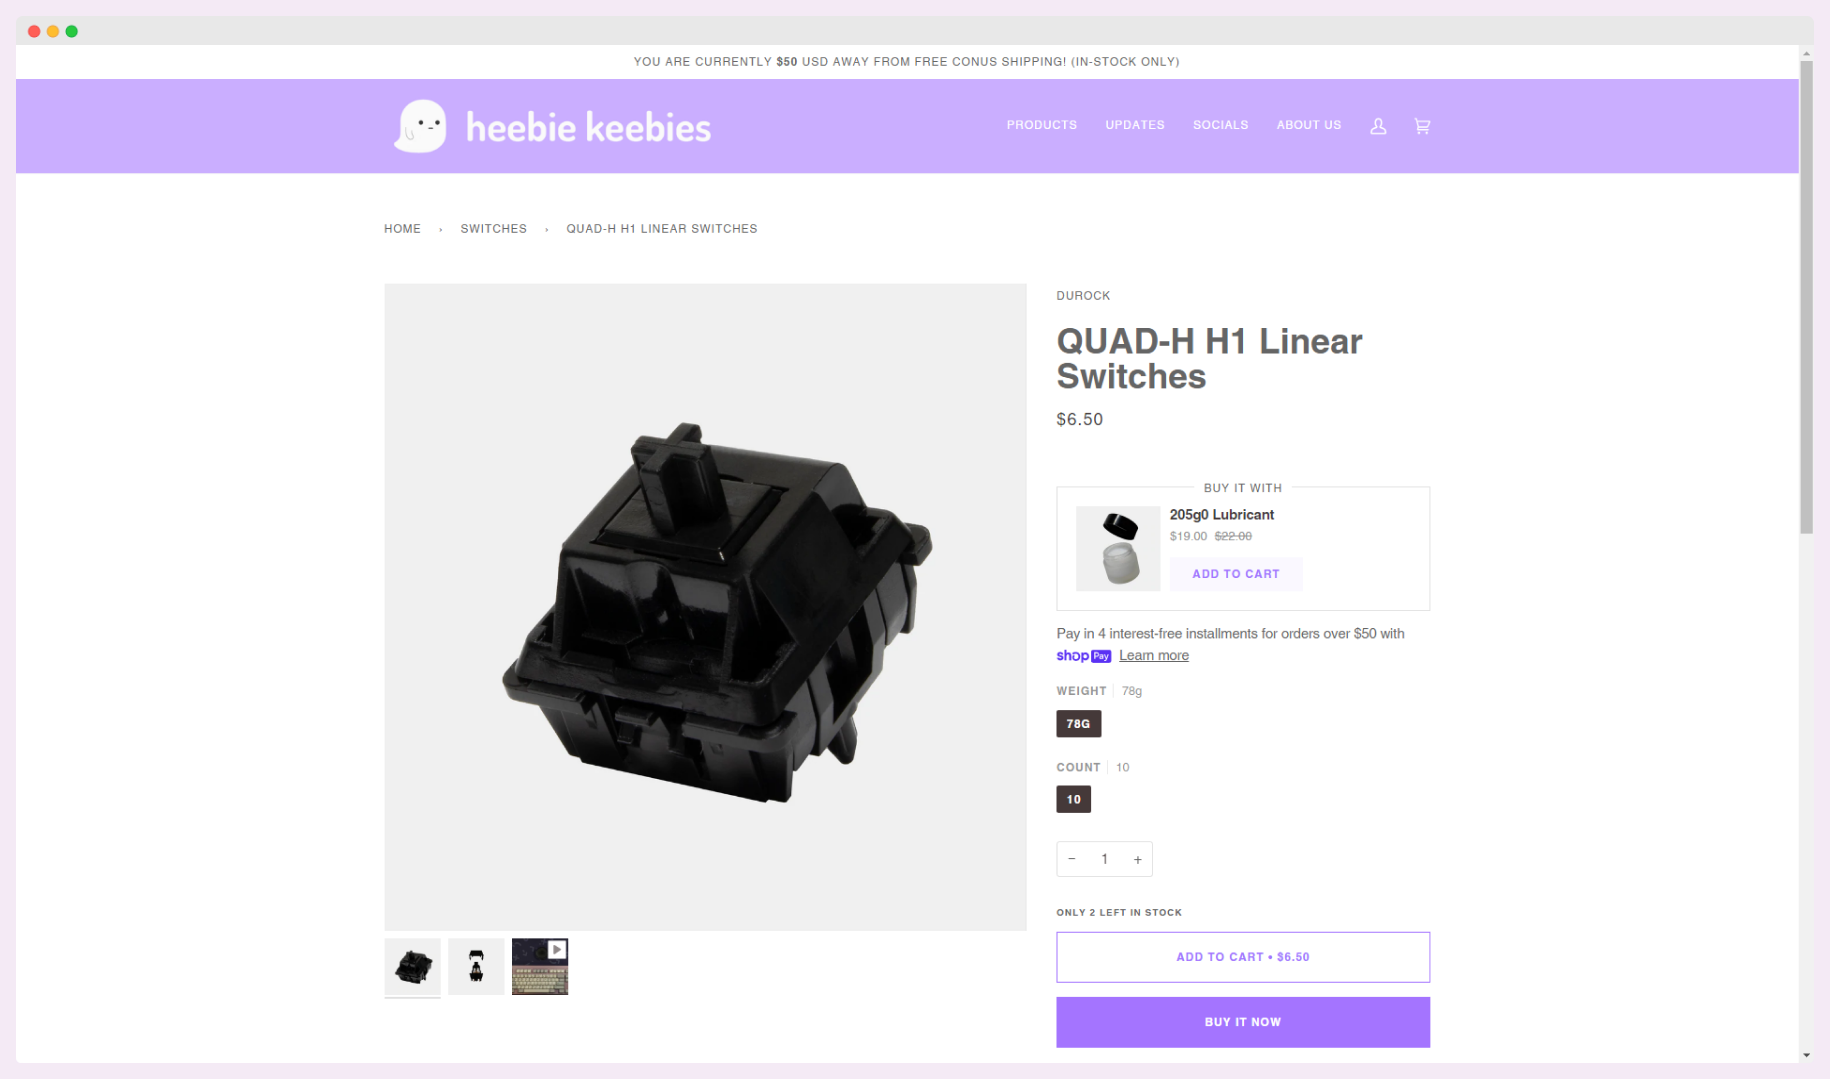 YOU ARE CURRENTLY $50 USD AWAY FROM FREE CONUS SHIPPING! (IN-STOCK ONLY)
heebie keebies
PRODUCTS UPDATES SOCIALS ABOUT US
HOME › SWITCHES › QUAD-H H1 LINEAR SWITCHES
DUROCK
QUAD-H H1 Linear
Switches
$6.50
BUY IT WITH
205g0 Lubricant
$19.00 $22.00
ADD TO CART
Pay in 4 interest-free installments for orders over $50 with
shop Pay Learn more
WEIGHT 78g
78G
COUNT 10
10
− 1 +
ONLY 2 LEFT IN STOCK
ADD TO CART • $6.50
BUY IT NOW